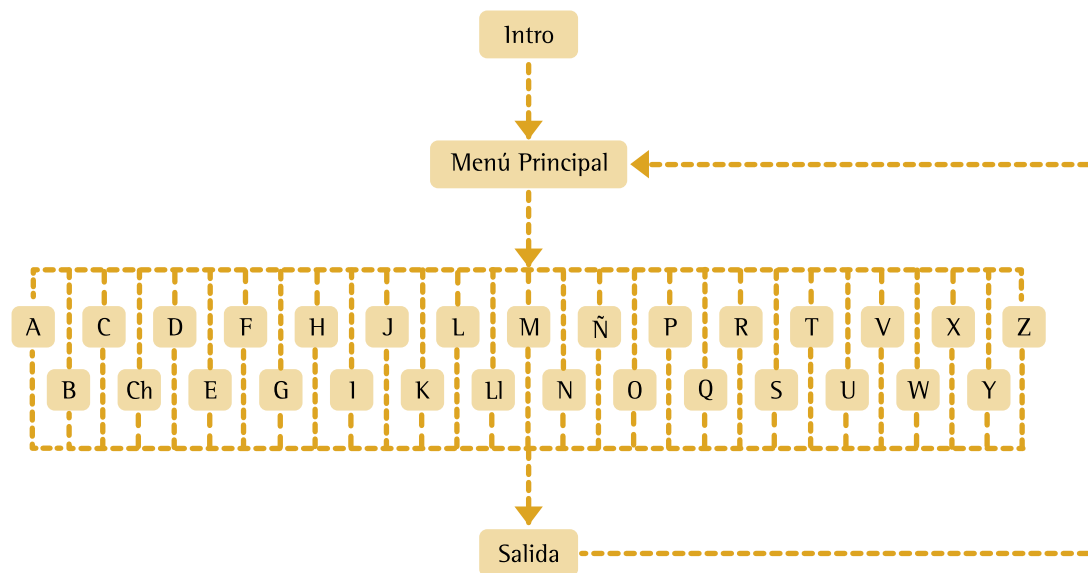 Intro
Menú Principal
A C D F H J L M Ñ P R T V X Z
B Ch E G I K Ll N O Q S U W Y
Salida